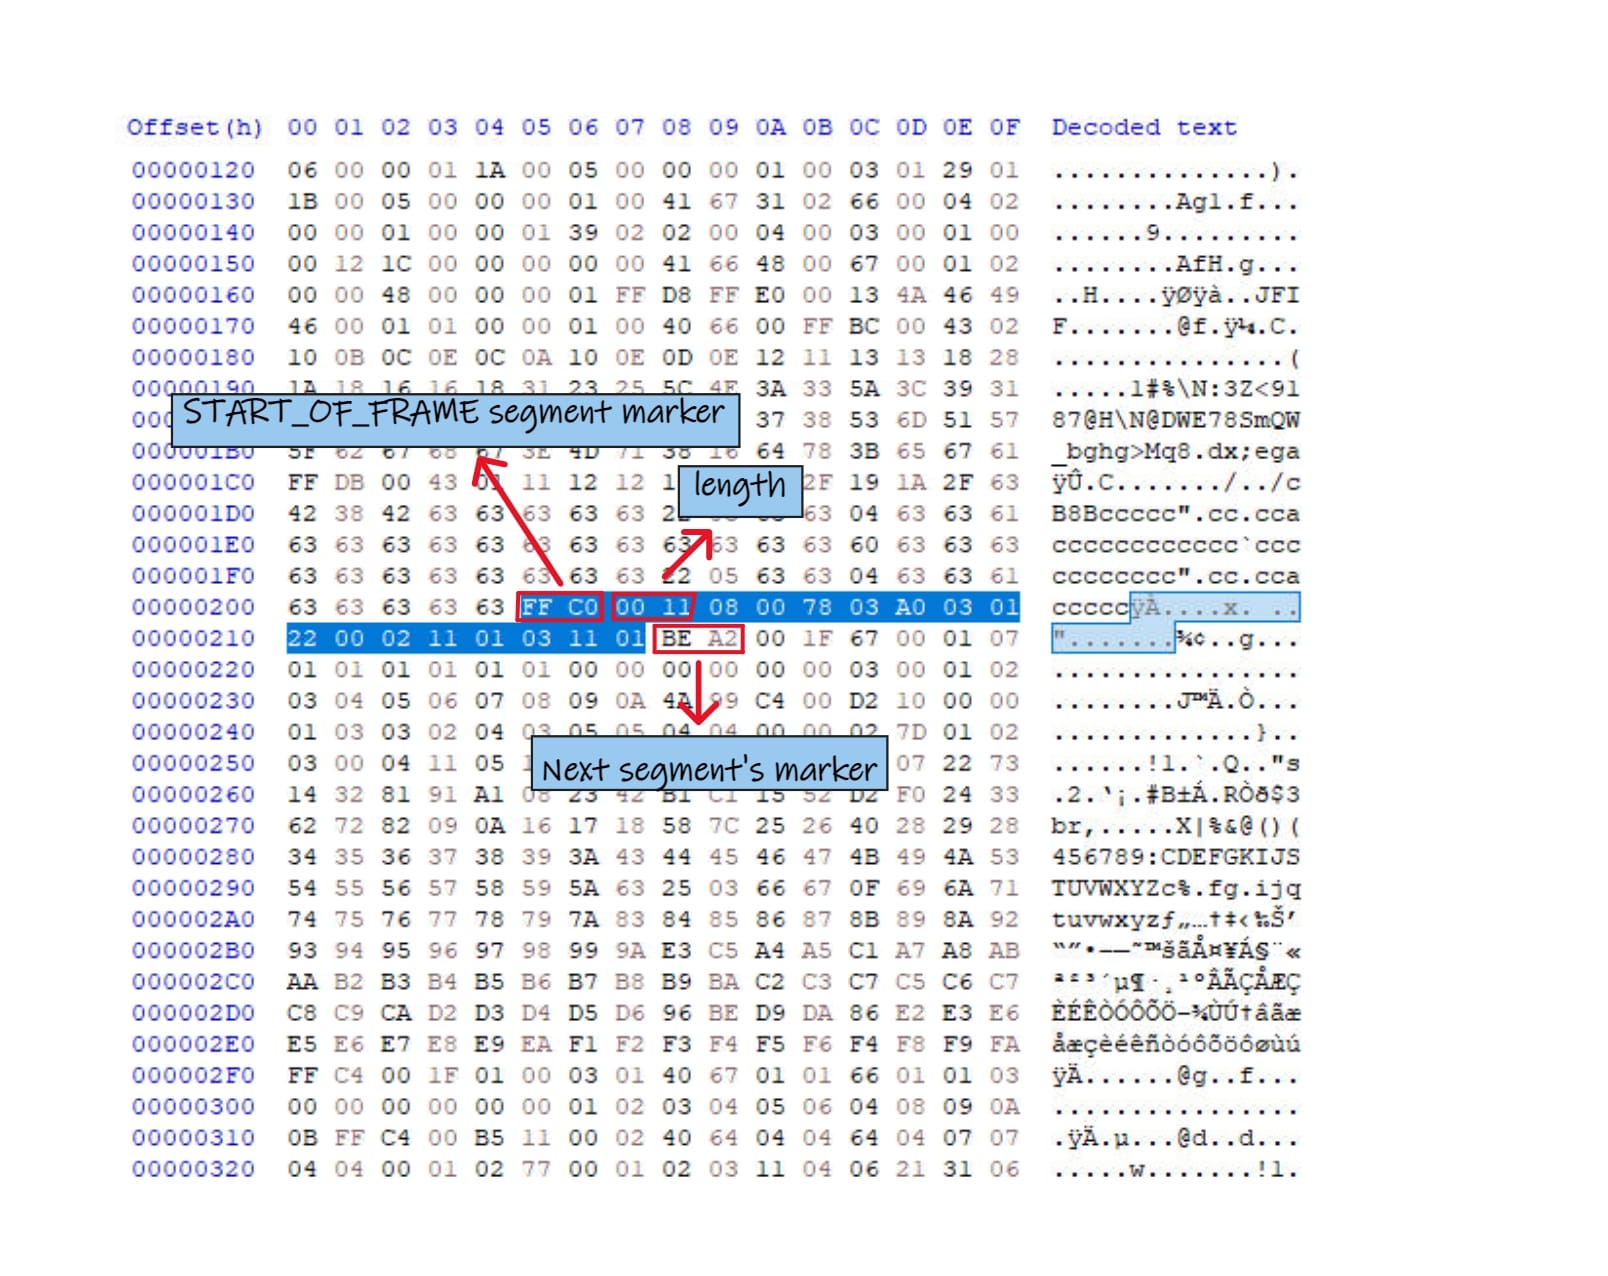 Offset(h) 00 01 02 03 04 05 06 07 08 09 0A 0B 0C 0D 0E 0F Decoded text
00000120 06 00 00 01 1A 00 05 00 00 00 01 00 03 01 29 01 ..............).
00000130 1B 00 05 00 00 00 01 00 41 67 31 02 66 00 04 02 ........Ag1.f...
00000140 00 00 01 00 00 01 39 02 02 00 04 00 03 00 01 00 ......9.........
00000150 00 12 1C 00 00 00 00 00 41 66 48 00 67 00 01 02 ........AfH.g...
00000160 00 00 48 00 00 00 01 FF D8 FF E0 00 13 4A 46 49 ..H....ÿØÿà..JFI
00000170 46 00 01 01 00 00 01 00 40 66 00 FF BC 00 43 02 F.......@f.ÿ¼.C.
00000180 10 0B 0C 0E 0C 0A 10 0E 0D 0E 12 11 13 13 18 28 ...............(
00000190 1A 18 16 16 18 31 23 25 5C 4E 3A 33 5A 3C 39 31 .....1#%\N:3Z<91
START_OF_FRAME segment marker
37 38 53 6D 51 57 87@H\N@DWE78SmQW
000001B0 5F 62 67 68 67 3E 4D 71 38 16 64 78 3B 65 67 61 _bghg>Mq8.dx;ega
000001C0 FF DB 00 43 01 11 12 12 2F 19 1A 2F 63 ÿÛ.C......./../c
length
000001D0 42 38 42 63 63 63 63 63 22 63 04 63 63 61 B8Bccccc".cc.cca
000001E0 63 63 63 63 63 63 63 63 63 63 63 63 60 63 63 63 cccccccccccc`ccc
000001F0 63 63 63 63 63 63 63 63 22 05 63 63 04 63 63 61 cccccccc".cc.cca
00000200 63 63 63 63 63 FF C0 00 11 08 00 78 03 A0 03 01 cccccÿÀ....x. ..
00000210 22 00 02 11 01 03 11 01 BE A2 00 1F 67 00 01 07 ".......¾¢..g...
00000220 01 01 01 01 01 01 00 00 00 00 00 00 03 00 01 02 ................
00000230 03 04 05 06 07 08 09 0A 4A 99 C4 00 D2 10 00 00 ........J™Ä.Ò...
00000240 01 03 03 02 04 03 05 05 04 04 00 00 02 7D 01 02 .............}..
00000250 03 00 04 11 05 07 22 73 ......!1.`.Q.."s
Next segment's marker
00000260 14 32 81 91 A1 08 23 42 B1 C1 15 52 D2 F0 24 33 .2.‘¡.#B±Á.RÒð$3
00000270 62 72 82 09 0A 16 17 18 58 7C 25 26 40 28 29 28 br‚.....X|%&@()(
00000280 34 35 36 37 38 39 3A 43 44 45 46 47 4B 49 4A 53 456789:CDEFGKIJS
00000290 54 55 56 57 58 59 5A 63 25 03 66 67 0F 69 6A 71 TUVWXYZc%.fg.ijq
000002A0 74 75 76 77 78 79 7A 83 84 85 86 87 8B 89 8A 92 tuvwxyzƒ„…†‡‹‰Š’
000002B0 93 94 95 96 97 98 99 9A E3 C5 A4 A5 C1 A7 A8 AB “”•–—˜™šãÅ¤¥Á§¨«
000002C0 AA B2 B3 B4 B5 B6 B7 B8 B9 BA C2 C3 C7 C5 C6 C7 ª²³´µ¶·¸¹ºÂÃÇÅÆÇ
000002D0 C8 C9 CA D2 D3 D4 D5 D6 96 BE D9 DA 86 E2 E3 E6 ÈÉÊÒÓÔÕÖ–¾ÙÚ†âãæ
000002E0 E5 E6 E7 E8 E9 EA F1 F2 F3 F4 F5 F6 F4 F8 F9 FA åæçèéêñòóôõöôøùú
000002F0 FF C4 00 1F 01 00 03 01 40 67 01 01 66 01 01 03 ÿÄ......@g..f...
00000300 00 00 00 00 00 00 01 02 03 04 05 06 04 08 09 0A ................
00000310 0B FF C4 00 B5 11 00 02 40 64 04 04 64 04 07 07 .ÿÄ.µ...@d..d...
00000320 04 04 00 01 02 77 00 01 02 03 11 04 06 21 31 06 .....w.......!1.